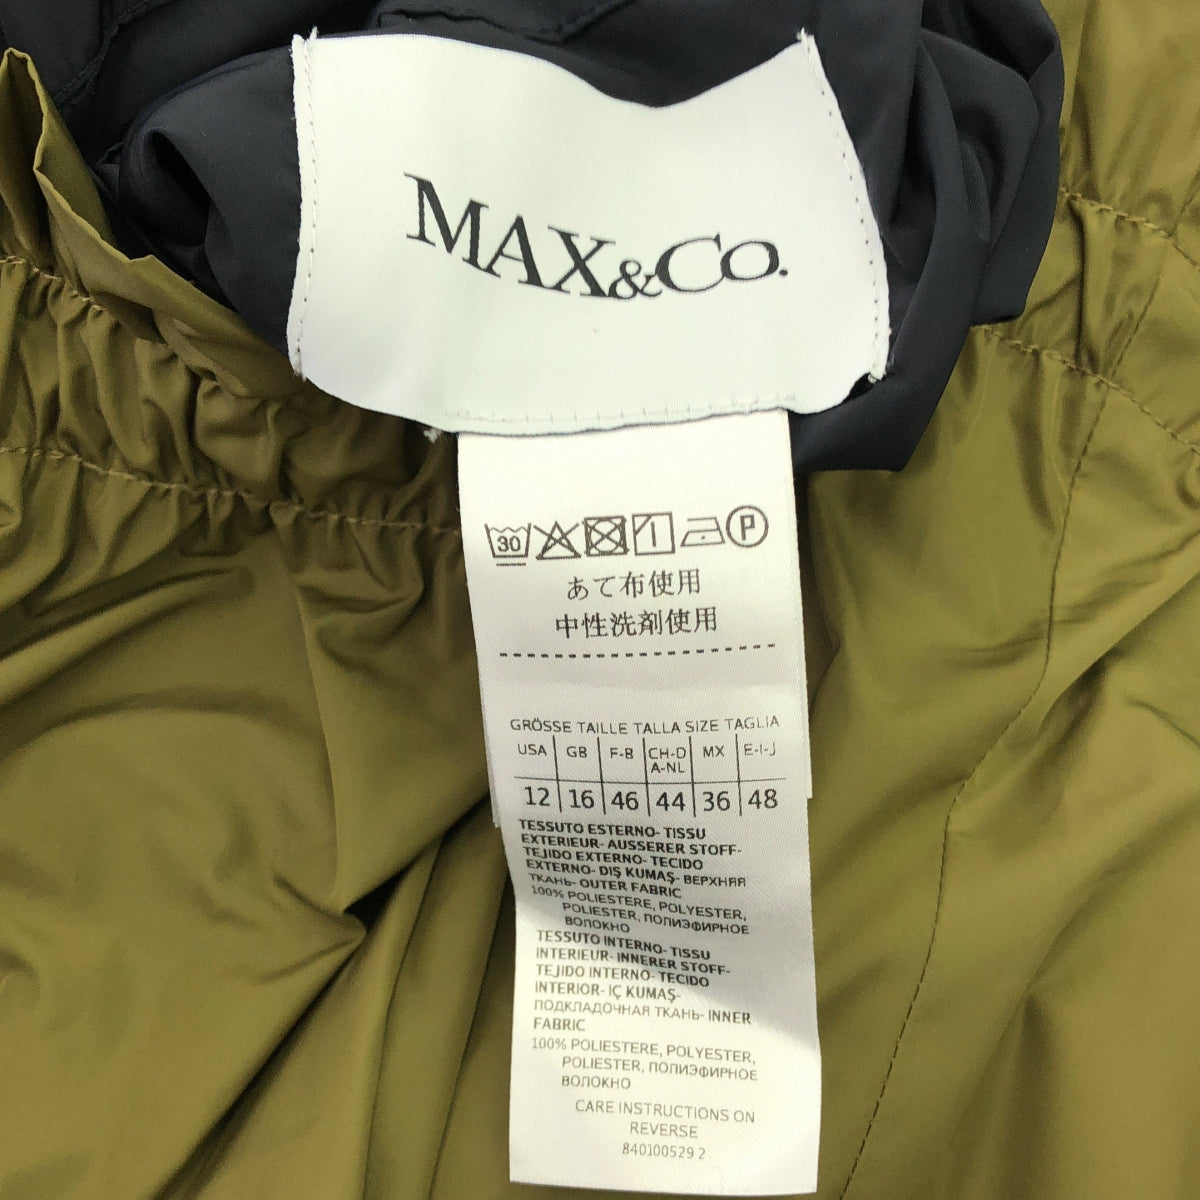 MAX&Co.
30 P
あて布使用
中性洗剤使用
GRÖSSE TAILLE TALLA SIZE TAGLIA
USA GB F-B CH-D A-NL MX E-I-J
12 16 46 44 36 48
TESSUTO ESTERNO- TISSU
EXTERIEUR- AUSSERER STOFF-
TEJIDO EXTERNO- TECIDO
EXTERNO- DIŞ KUMAŞ- ВЕРХНЯЯ
ТКАНЬ- OUTER FABRIC
100% POLIESTERE, POLYESTER,
POLIESTER, ПОЛИЭФИРНОЕ
ВОЛОКНО
TESSUTO INTERNO- TISSU
INTERIEUR- INNERER STOFF-
TEJIDO INTERNO- TECIDO
INTERIOR- IÇ KUMAŞ-
ПОДКЛАДОЧНАЯ ТКАНЬ- INNER
FABRIC
100% POLIESTERE, POLYESTER,
POLIESTER, ПОЛИЭФИРНОЕ
ВОЛОКНО
CARE INSTRUCTIONS ON
REVERSE
840100529 2